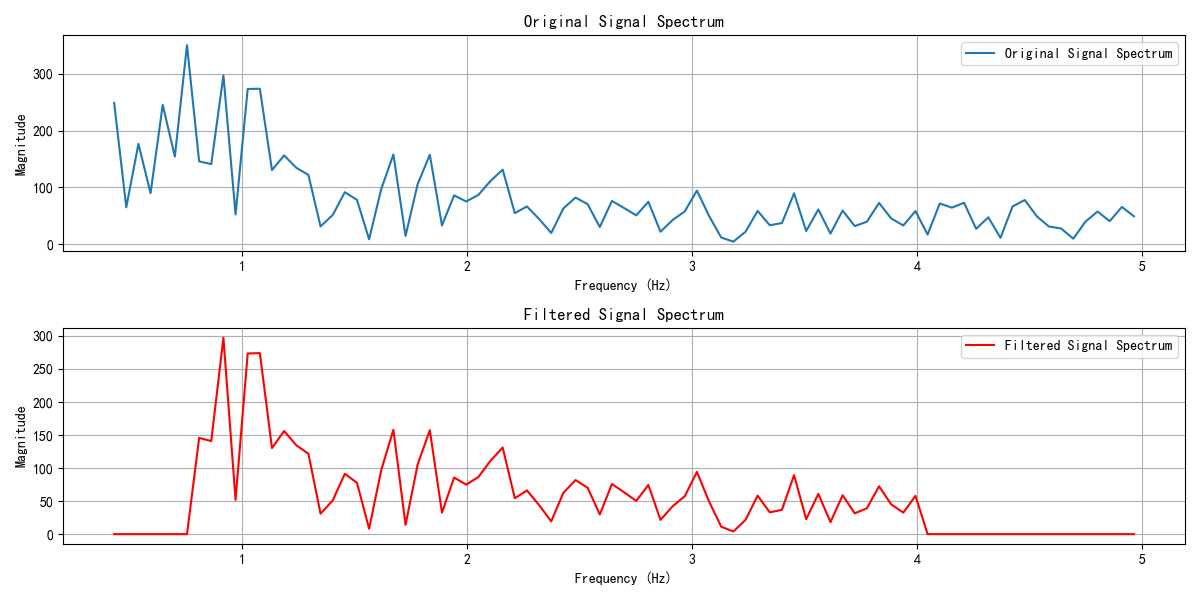 Original Signal Spectrum
Original Signal Spectrum
300
200
100
0
Magnitude
1 2 3 4 5
Frequency (Hz)
Filtered Signal Spectrum
Filtered Signal Spectrum
300
250
200
150
100
50
0
Magnitude
1 2 3 4 5
Frequency (Hz)